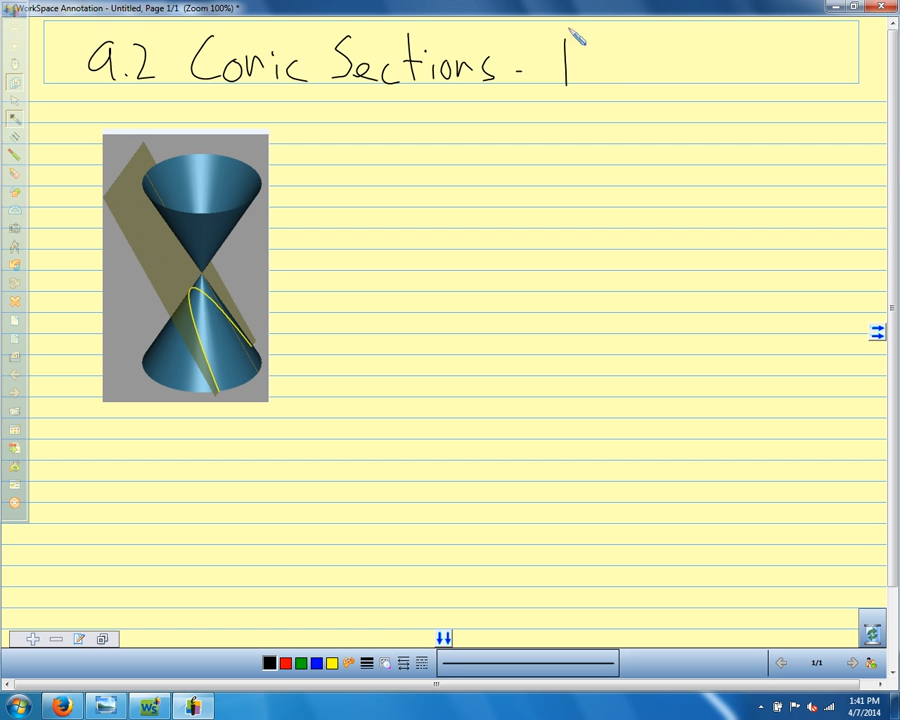 WorkSpace Annotation - Untitled, Page 1/1 (Zoom 100%) *
9.2 Conic Sections -
1/1
1:41 PM
4/7/2014